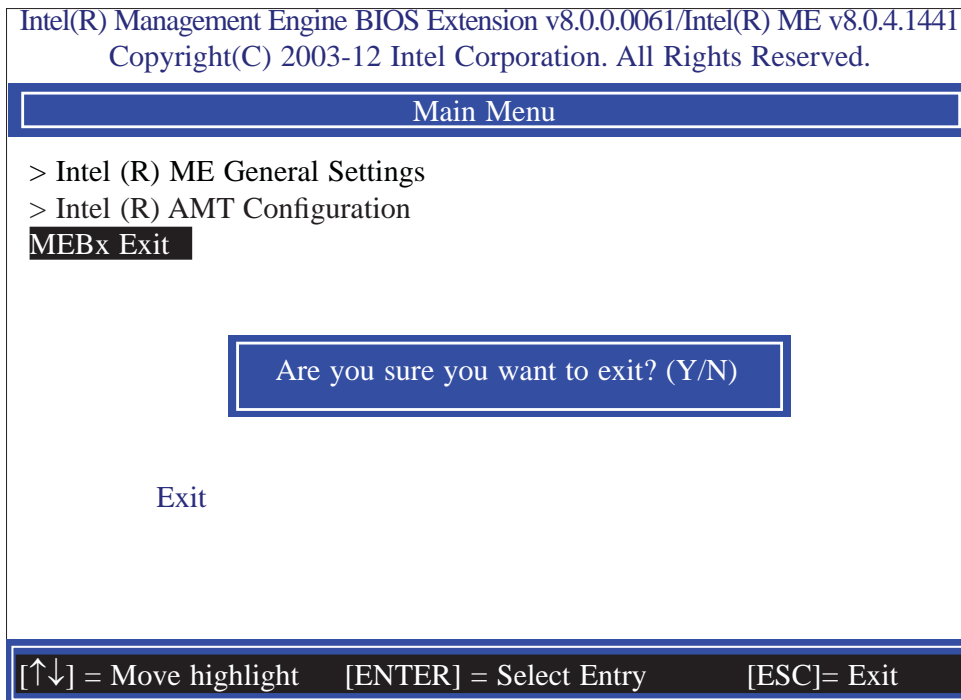 Intel(R) Management Engine BIOS Extension v8.0.0.0061/Intel(R) ME v8.0.4.1441
Copyright(C) 2003-12 Intel Corporation. All Rights Reserved.
Main Menu
> Intel (R) ME General Settings
> Intel (R) AMT Configuration
MEBx Exit
Are you sure you want to exit? (Y/N)
Exit
[↑↓] = Move highlight [ENTER] = Select Entry [ESC]= Exit